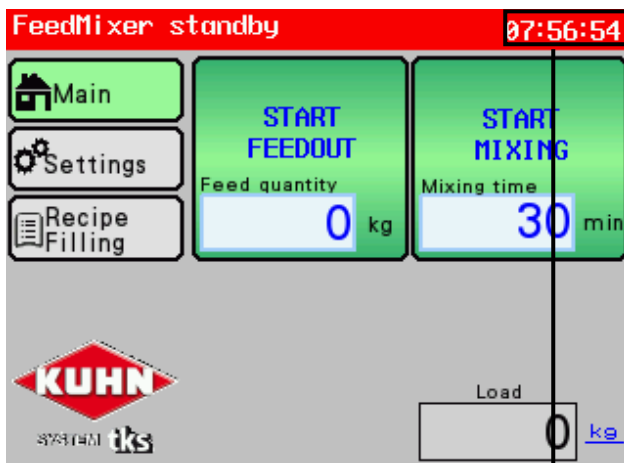 FeedMixer standby
07:56:54
Main
START
FEEDOUT
Feed quantity
0 kg
START
MIXING
Mixing time
30 min
Settings
Recipe
Filling
KUHN
SYSTEM tks
Load
0 kg